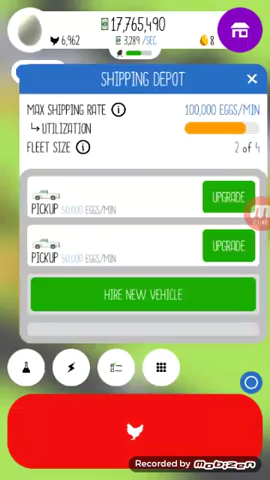 17,765,490
6,962
3,289 /SEC
8
SHIPPING DEPOT
MAX SHIPPING RATE
100,000 EGGS/MIN
UTILIZATION
FLEET SIZE
2 of 4
PICKUP 50,000 EGGS/MIN
UPGRADE
PICKUP 50,000 EGGS/MIN
UPGRADE
HIRE NEW VEHICLE
Recorded by mobizen